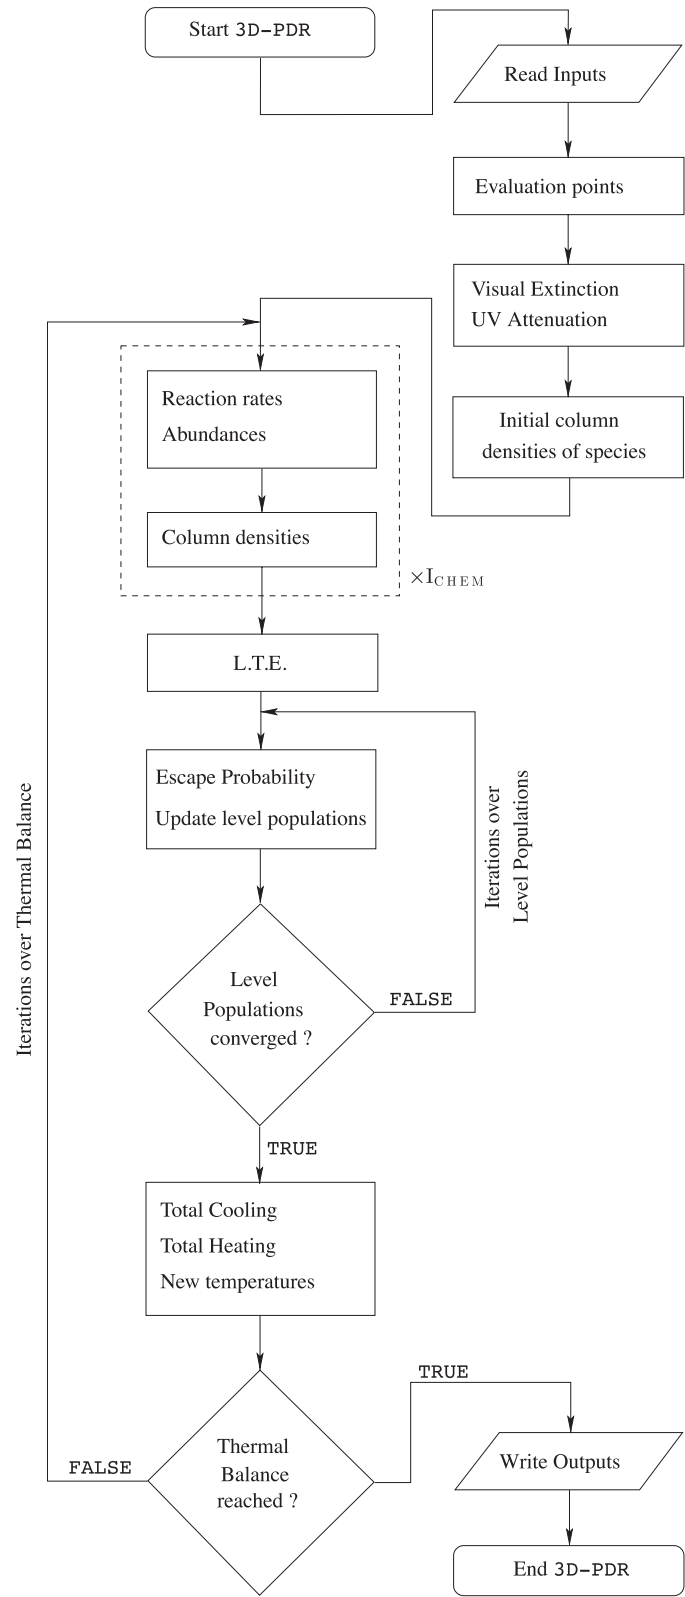 Start 3D-PDR
Read Inputs
Evaluation points
Visual Extinction
UV Attenuation
Initial column
densities of species
Reaction rates
Abundances
Column densities
×I_CHEM
L.T.E.
Escape Probability
Update level populations
Iterations over
Level Populations
Iterations over Thermal Balance
Level
Populations
converged ?
FALSE
TRUE
Total Cooling
Total Heating
New temperatures
Thermal
Balance
reached ?
FALSE
TRUE
Write Outputs
End 3D-PDR